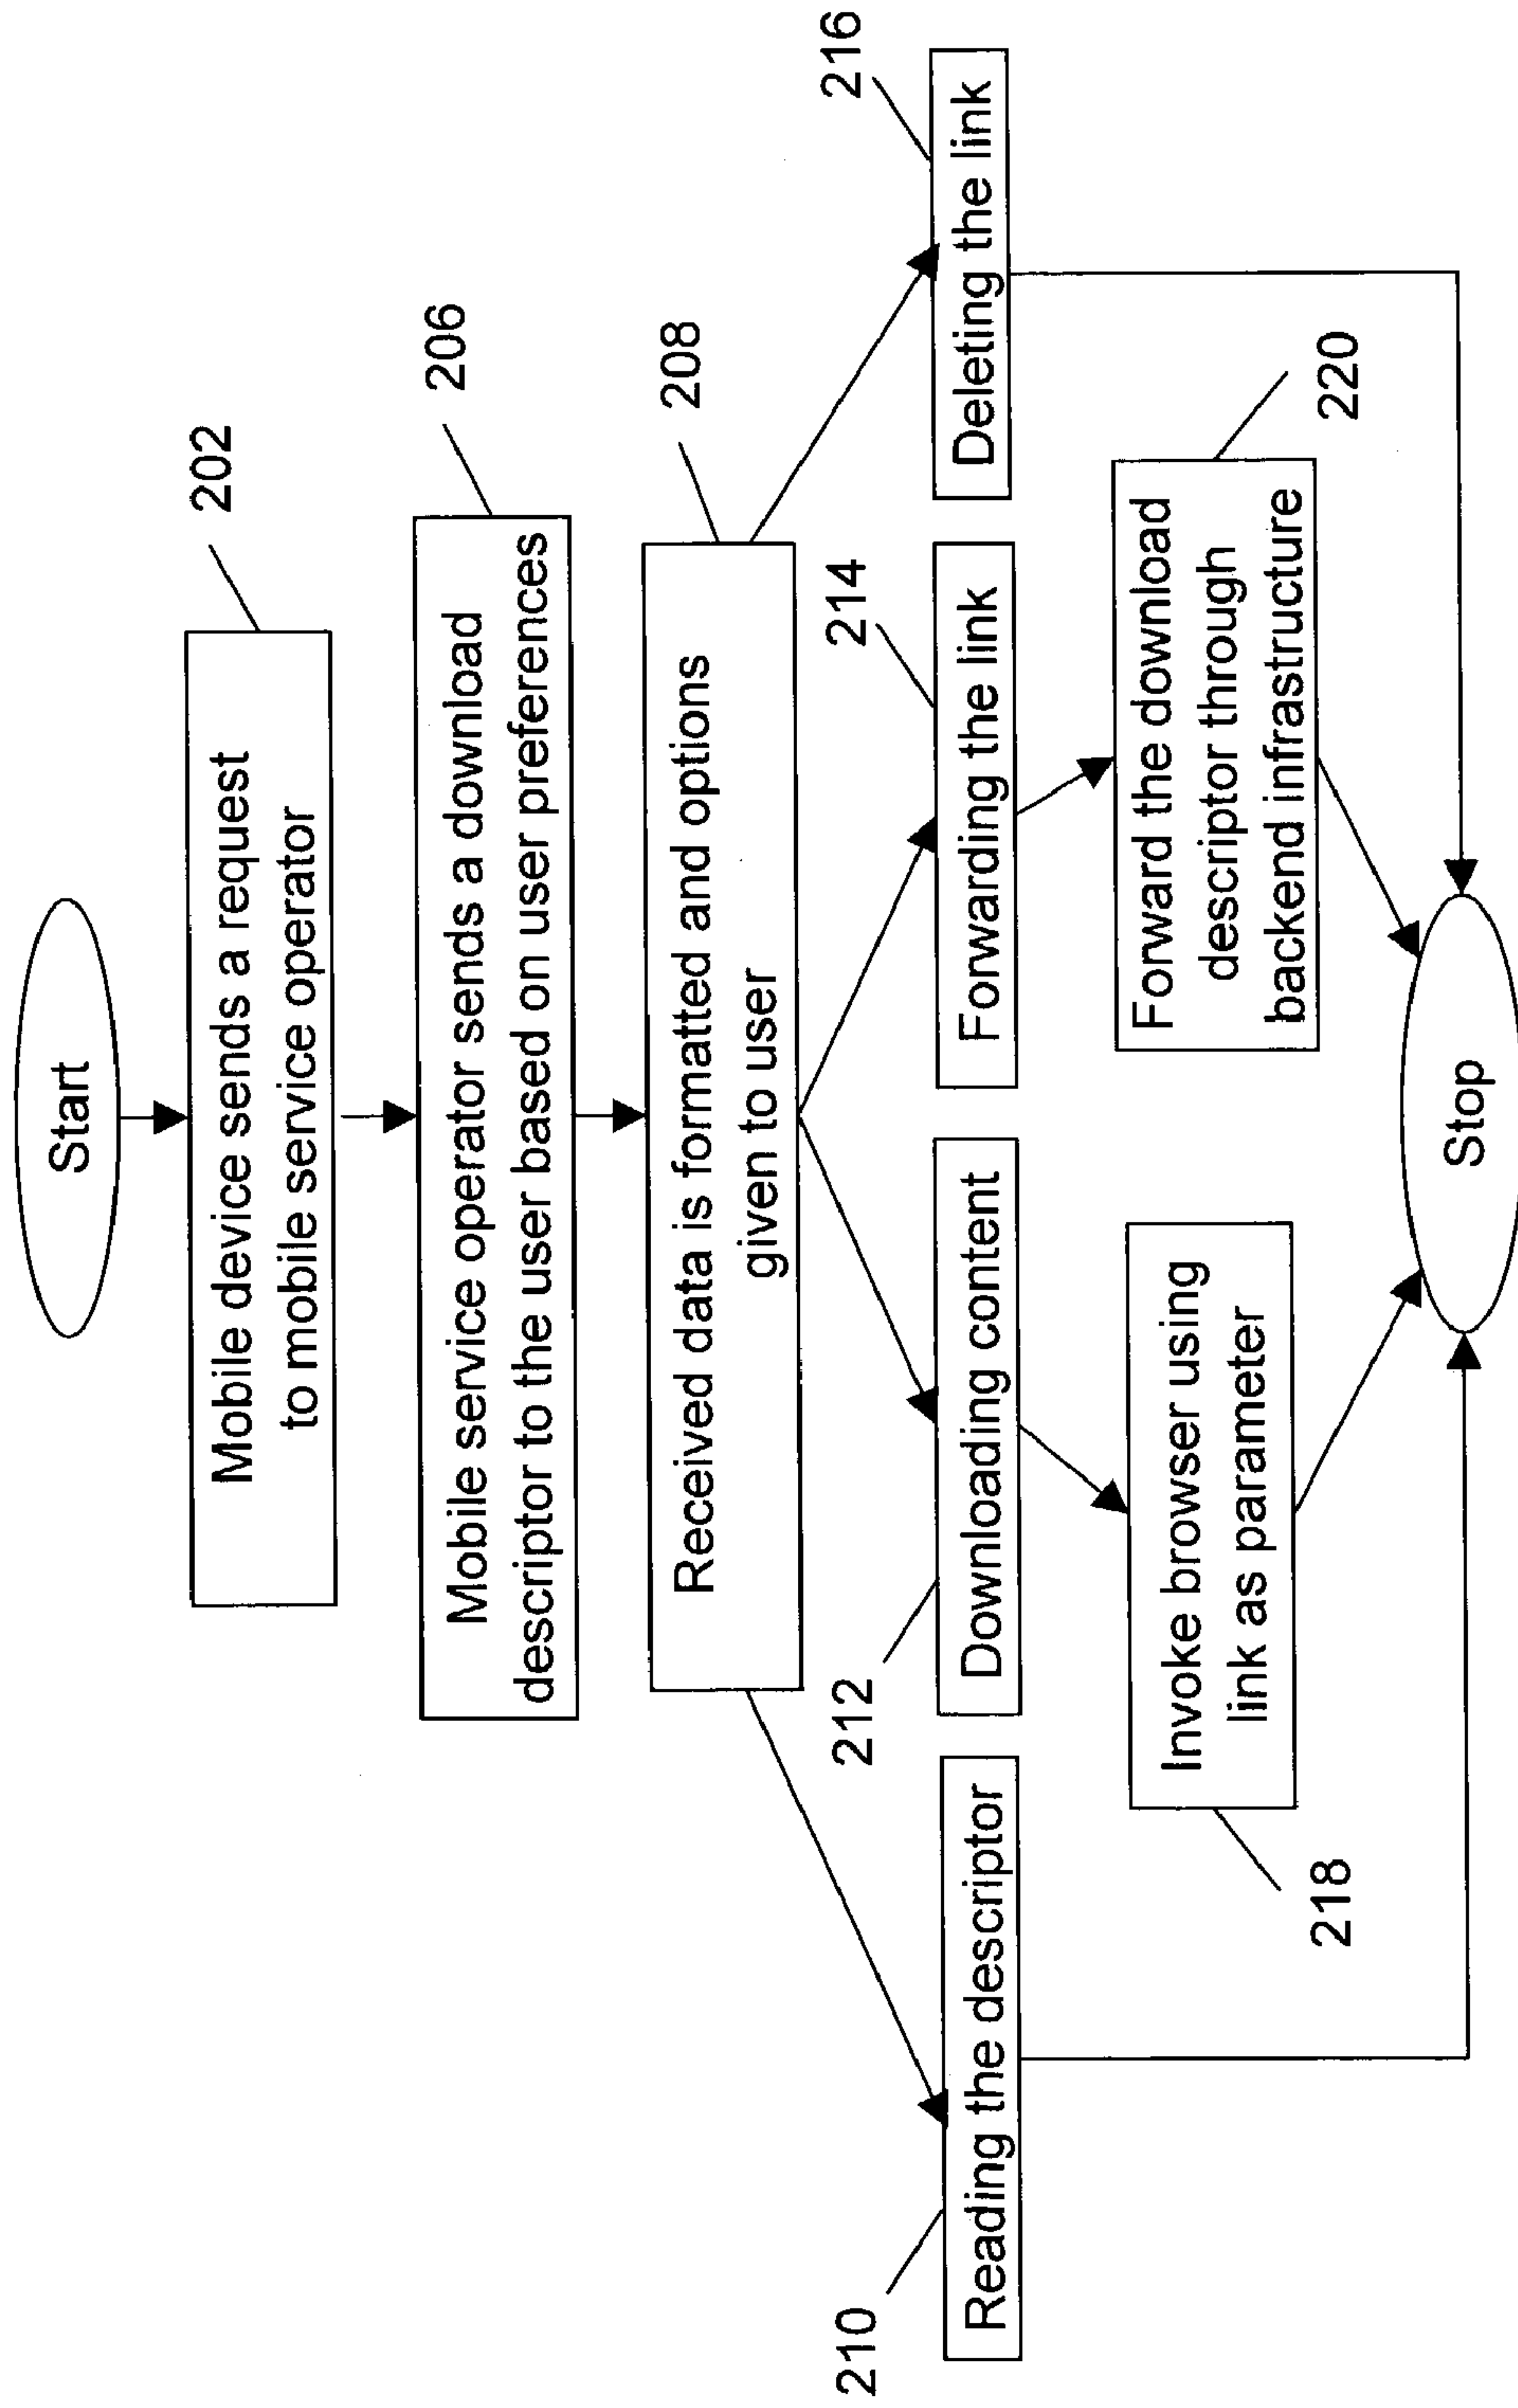 Start
202
Mobile device sends a request
to mobile service operator
206
Mobile service operator sends a download
descriptor to the user based on user preferences
208
Received data is formatted and options
given to user
210
Reading the descriptor
212
Downloading content
214
Forwarding the link
216
Deleting the link
218
Invoke browser using
link as parameter
220
Forward the download
descriptor through
backend infrastructure
Stop